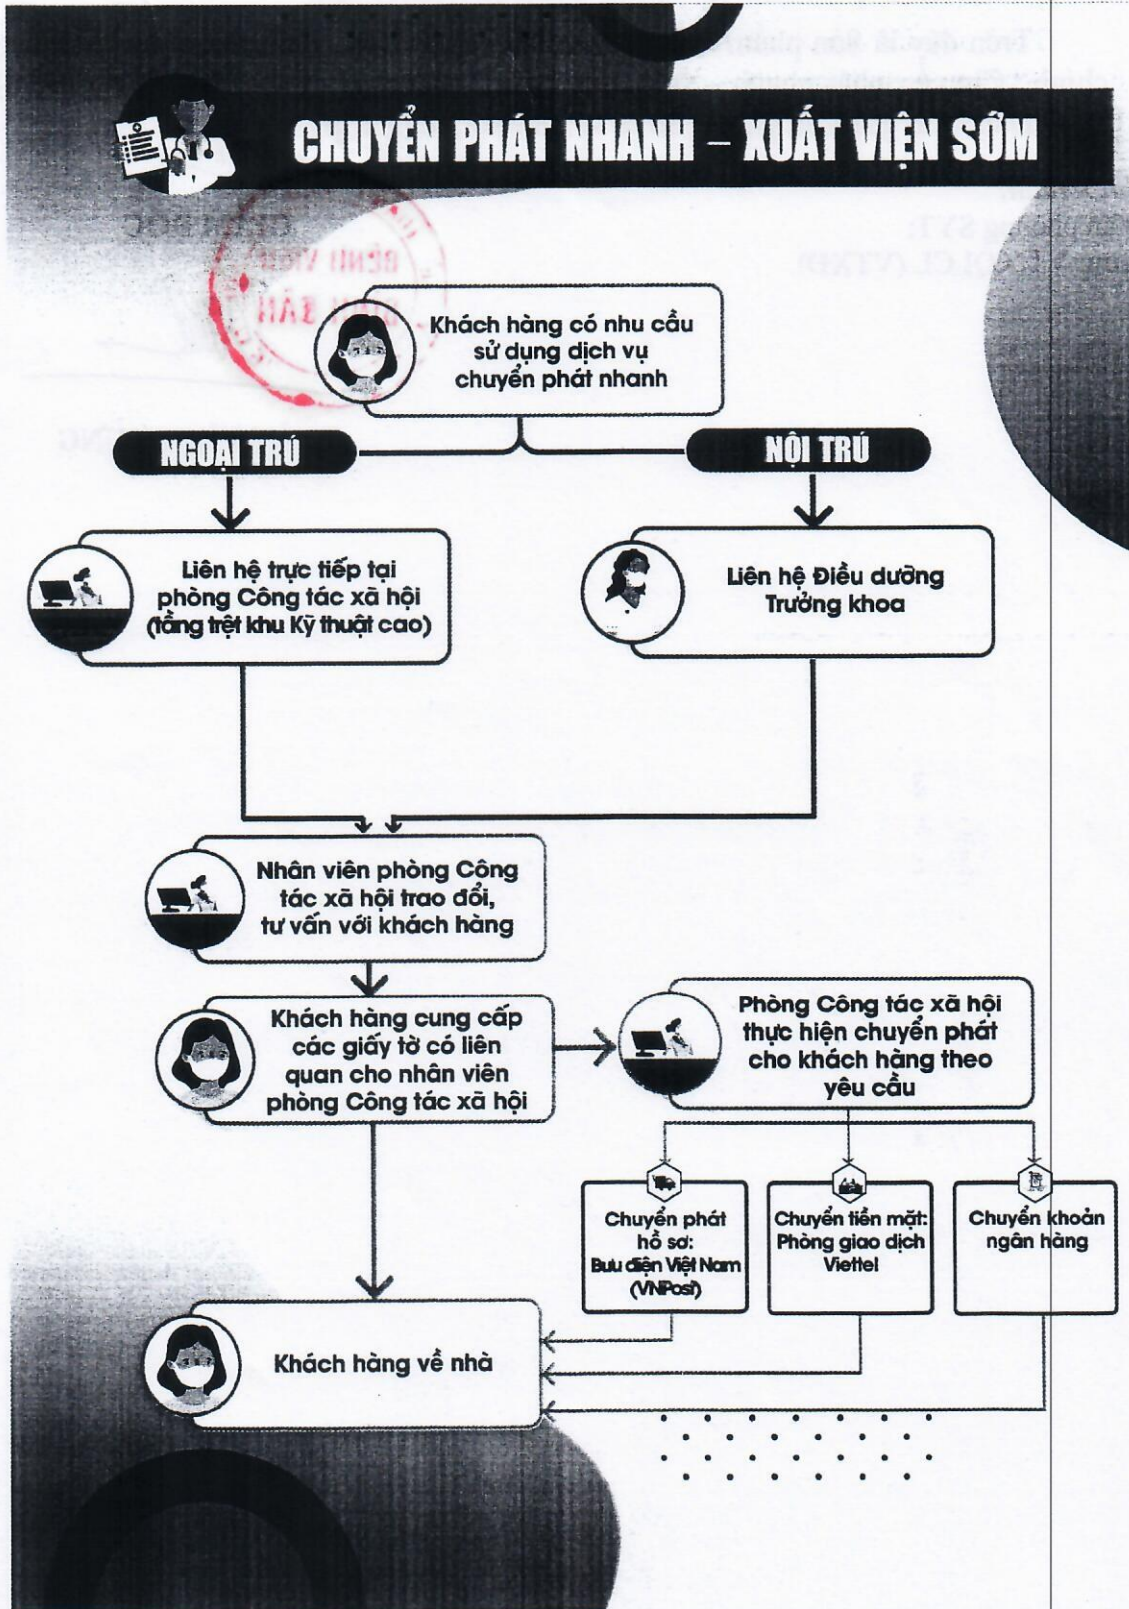 CHUYỂN PHÁT NHANH – XUẤT VIỆN SỚM
Khách hàng có nhu cầu
sử dụng dịch vụ
chuyển phát nhanh
NGOẠI TRÚ
NỘI TRÚ
Liên hệ trực tiếp tại
phòng Công tác xã hội
(tầng trệt khu Kỹ thuật cao)
Liên hệ Điều dưỡng
Trưởng khoa
Nhân viên phòng Công
tác xã hội trao đổi,
tư vấn với khách hàng
Khách hàng cung cấp
các giấy tờ có liên
quan cho nhân viên
phòng Công tác xã hội
Phòng Công tác xã hội
thực hiện chuyển phát
cho khách hàng theo
yêu cầu
Chuyển phát
hồ sơ:
Bưu điện Việt Nam
(VNPost)
Chuyển tiền mặt:
Phòng giao dịch
Viettel
Chuyển khoản
ngân hàng
Khách hàng về nhà